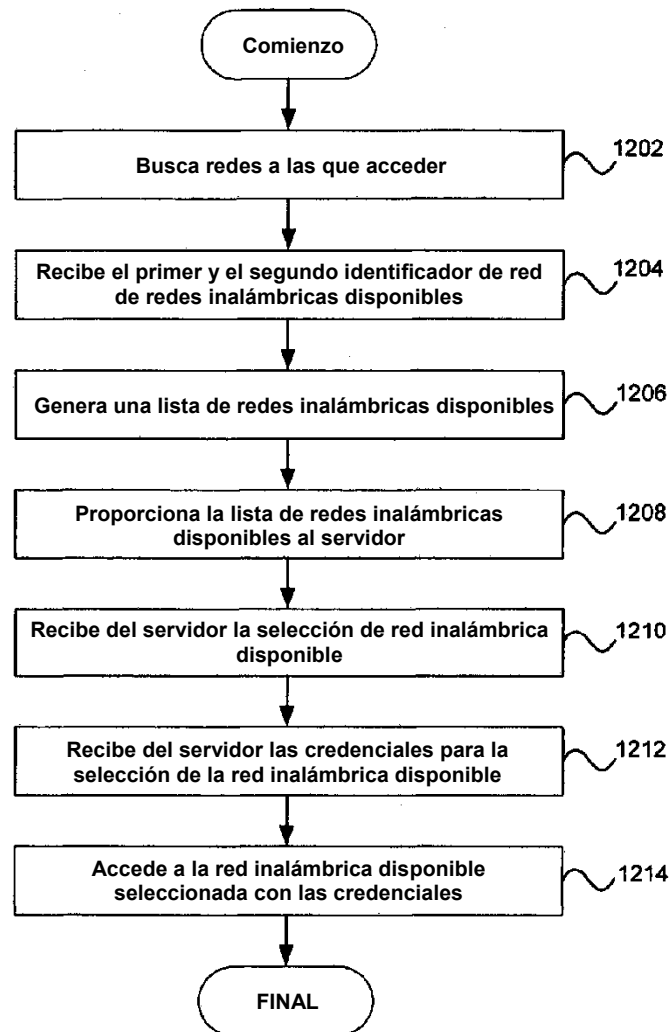 Comienzo
Busca redes a las que acceder
1202
Recibe el primer y el segundo identificador de red
de redes inalámbricas disponibles
1204
Genera una lista de redes inalámbricas disponibles
1206
Proporciona la lista de redes inalámbricas
disponibles al servidor
1208
Recibe del servidor la selección de red inalámbrica
disponible
1210
Recibe del servidor las credenciales para la
selección de la red inalámbrica disponible
1212
Accede a la red inalámbrica disponible
seleccionada con las credenciales
1214
FINAL